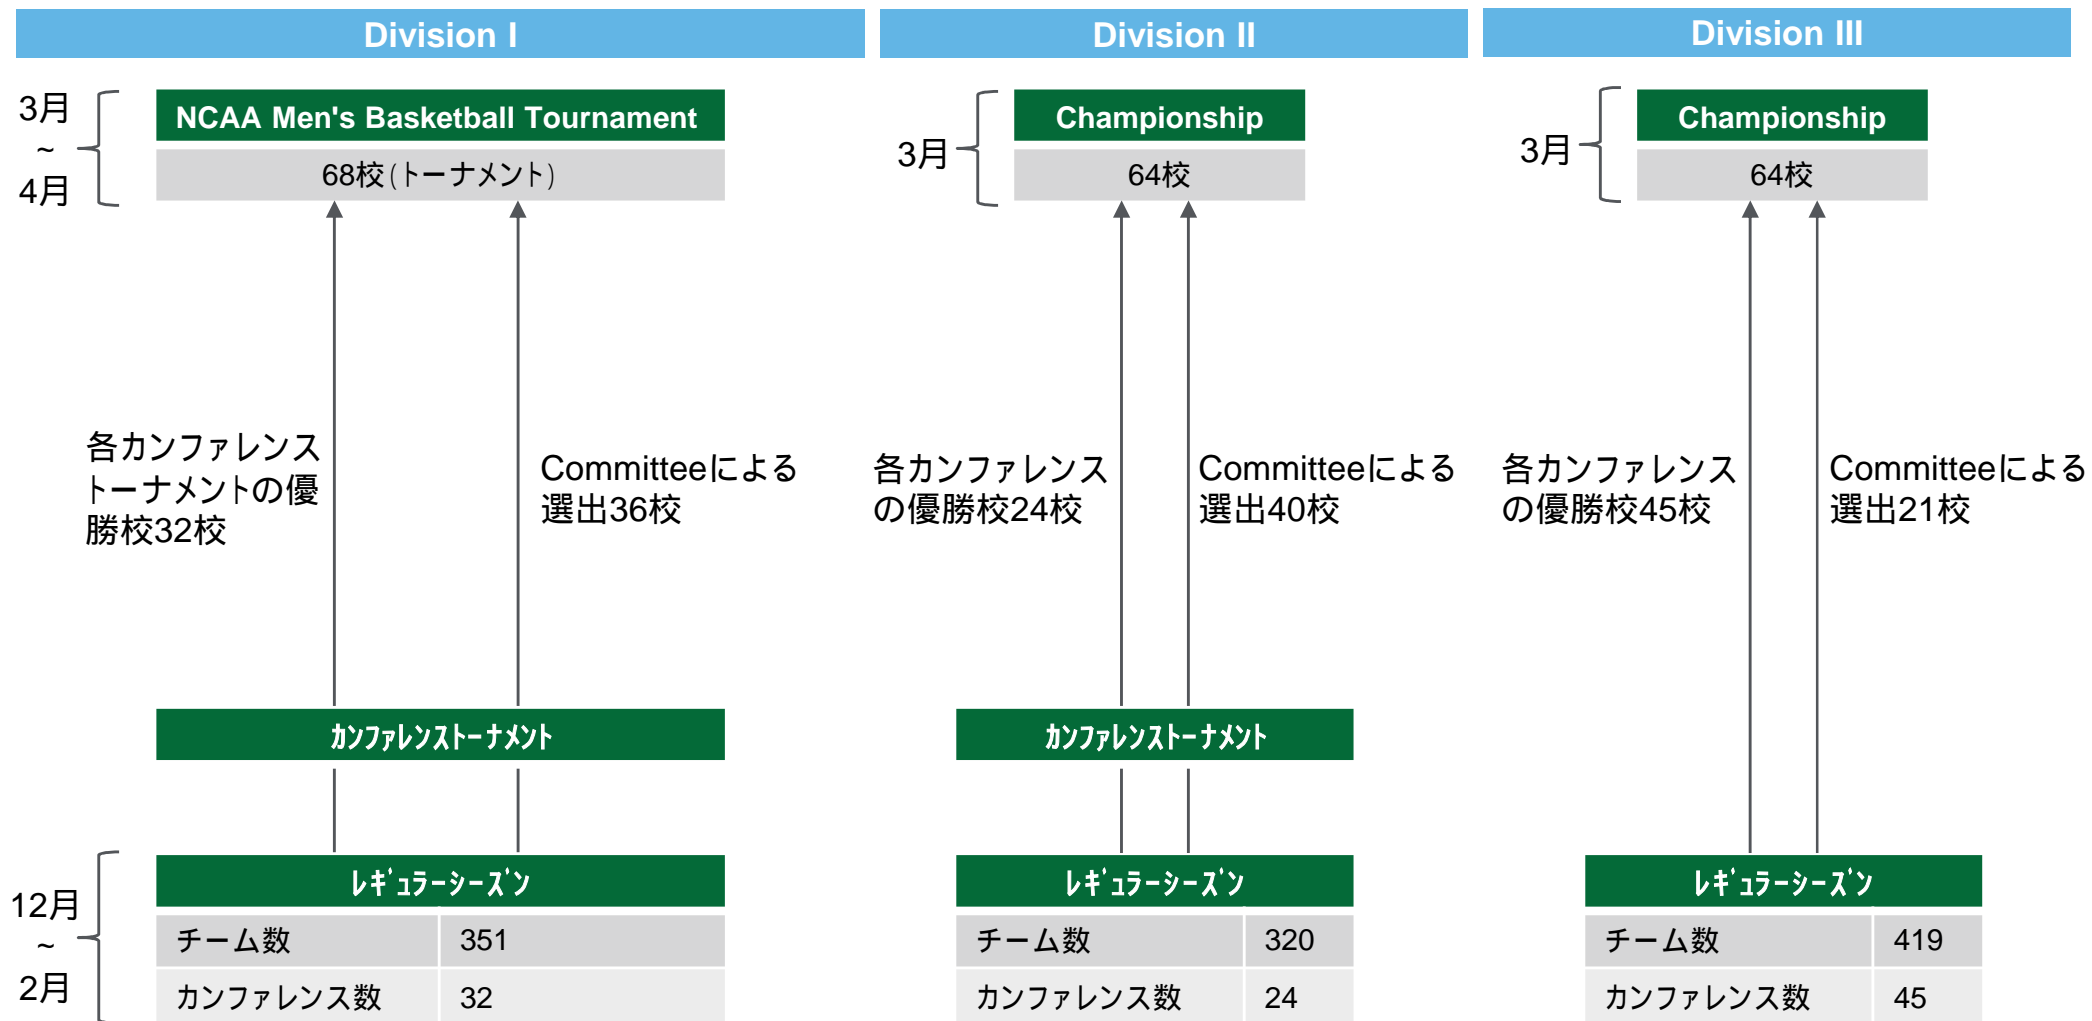 Division I
Division II
Division III
3月
~
4月
NCAA Men's Basketball Tournament
68校(トーナメント)
3月
Championship
64校
3月
Championship
64校
各カンファレンス
トーナメントの優
勝校32校
Committeeによる
選出36校
各カンファレンス
の優勝校24校
Committeeによる
選出40校
各カンファレンス
の優勝校45校
Committeeによる
選出21校
ｶﾝﾌｧﾚﾝｽﾄｰﾅﾒﾝﾄ
ｶﾝﾌｧﾚﾝｽﾄｰﾅﾒﾝﾄ
12月
~
2月
ﾚｷﾞｭﾗｰｼｰｽﾞﾝ
チーム数 351
カンファレンス数 32
ﾚｷﾞｭﾗｰｼｰｽﾞﾝ
チーム数 320
カンファレンス数 24
ﾚｷﾞｭﾗｰｼｰｽﾞﾝ
チーム数 419
カンファレンス数 45